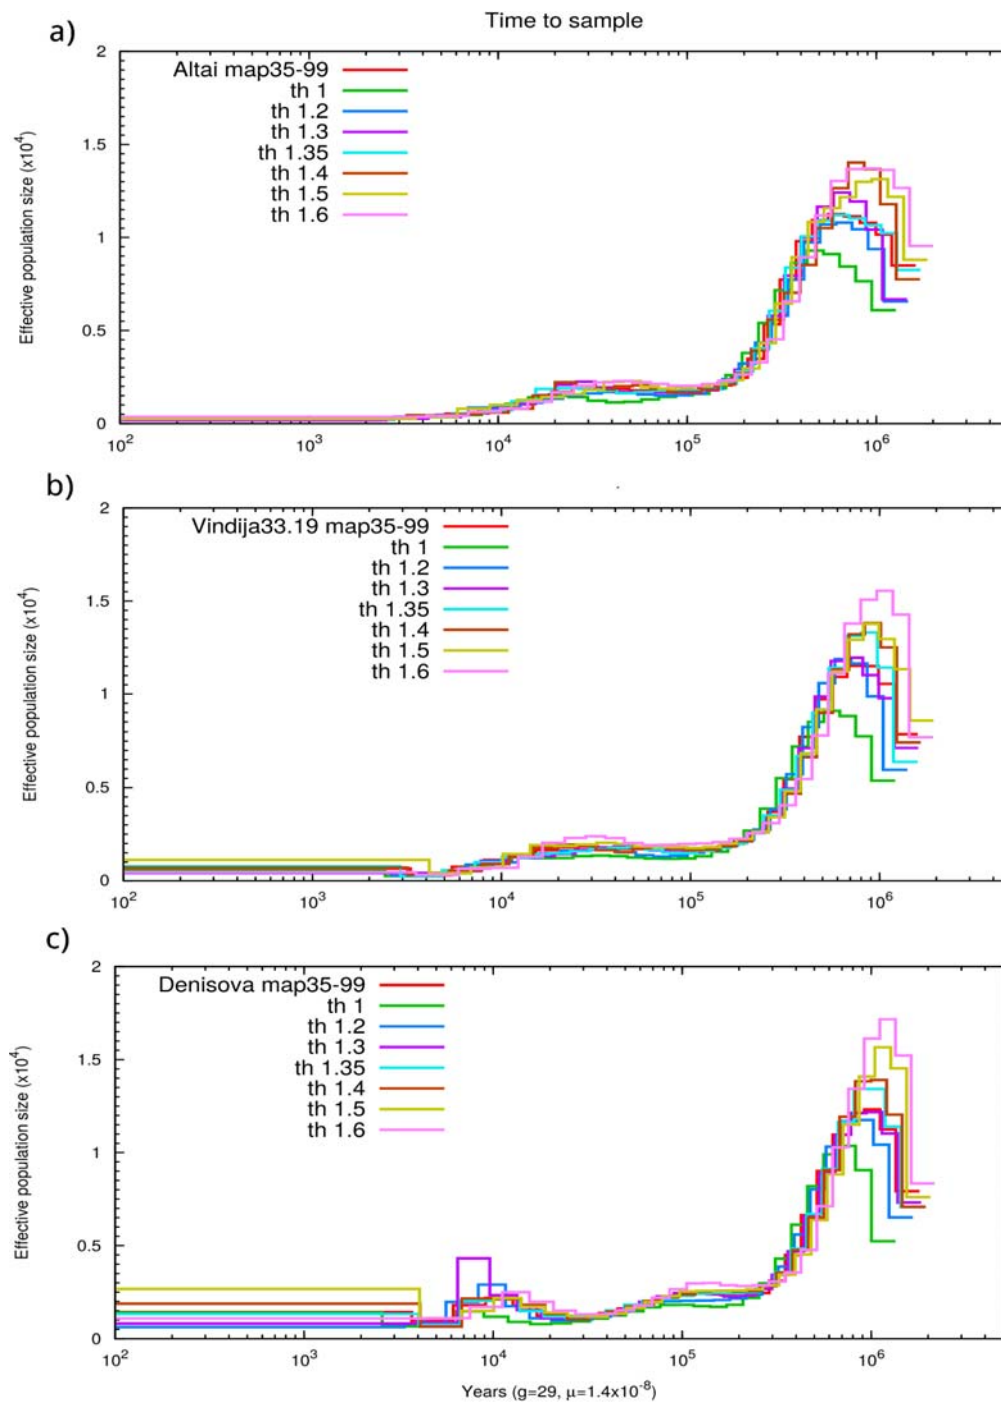 Time to sample
a)
2
1.5
1
0.5
0
Effective population size (x10⁴)
Altai map35-99
th 1
th 1.2
th 1.3
th 1.35
th 1.4
th 1.5
th 1.6
10² 10³ 10⁴ 10⁵ 10⁶
b)
2
1.5
1
0.5
0
Effective population size (x10⁴)
Vindija33.19 map35-99
th 1
th 1.2
th 1.3
th 1.35
th 1.4
th 1.5
th 1.6
10² 10³ 10⁴ 10⁵ 10⁶
c)
2
1.5
1
0.5
0
Effective population size (x10⁴)
Denisova map35-99
th 1
th 1.2
th 1.3
th 1.35
th 1.4
th 1.5
th 1.6
10² 10³ 10⁴ 10⁵ 10⁶
Years (g=29, μ=1.4x10⁻⁸)